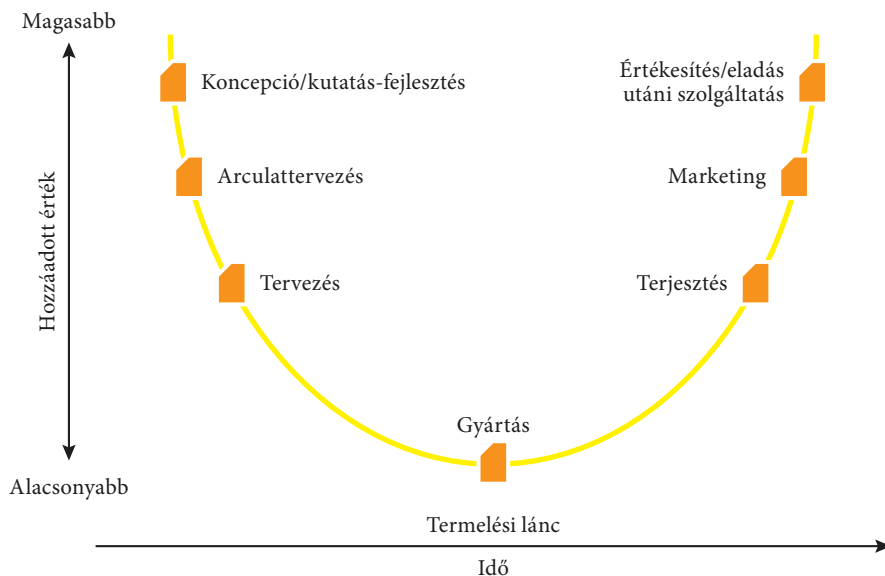 Magasabb
Koncepció/kutatás-fejlesztés
Értékesítés/eladás
utáni szolgáltatás
Arculattervezés
Marketing
Hozzáadott érték
Tervezés
Terjesztés
Gyártás
Alacsonyabb
Termelési lánc
Idő